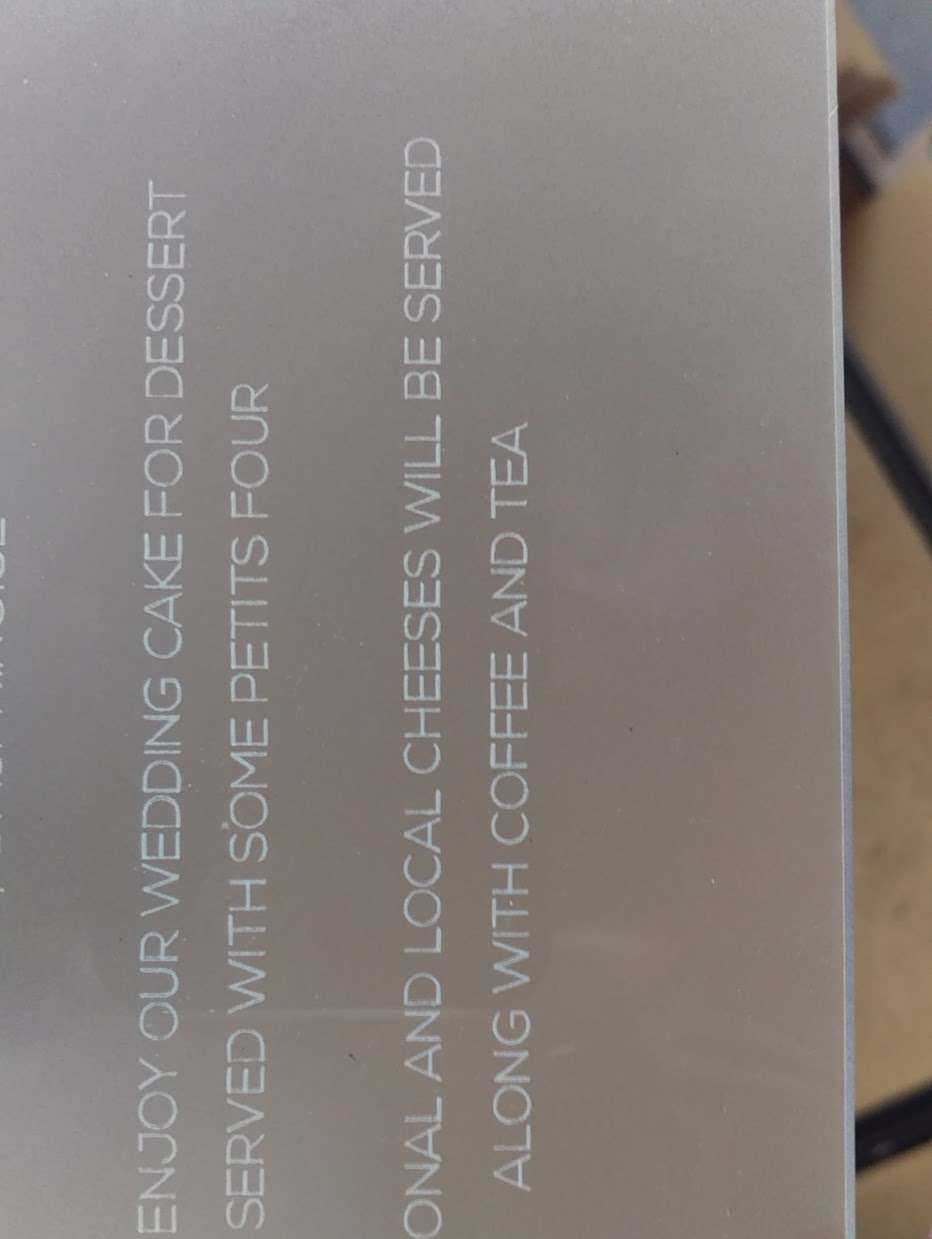 ENJOY OUR WEDDING CAKE FOR DESSERT
SERVED WITH SOME PETITS FOUR
ONAL AND LOCAL CHEESES WILL BE SERVED
ALONG WITH COFFEE AND TEA